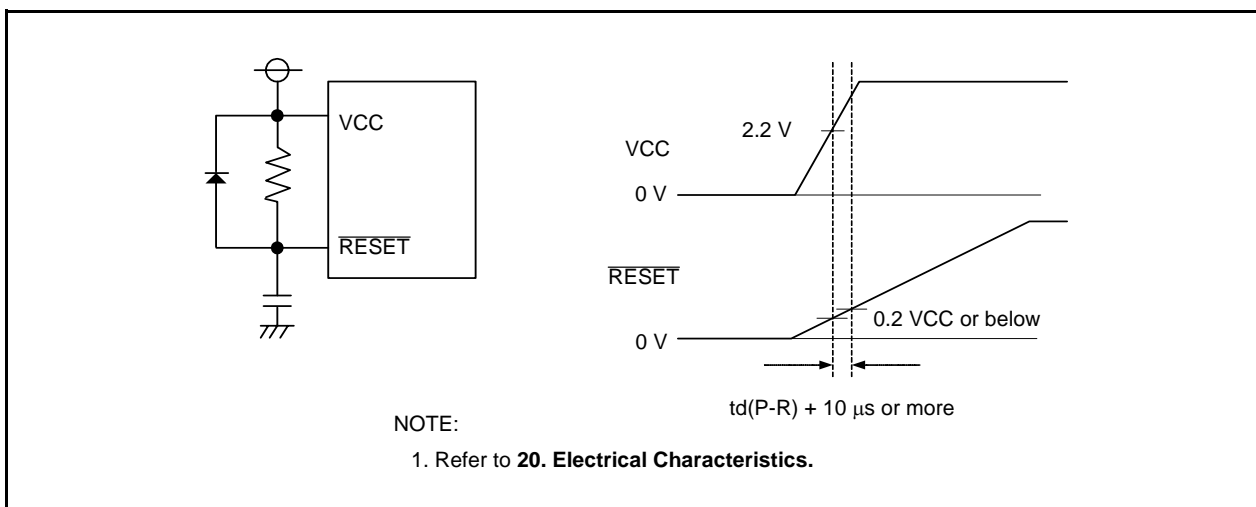 VCC
RESET
2.2 V
VCC
0 V
RESET
0.2 VCC or below
0 V
td(P-R) + 10 μs or more
NOTE:
1. Refer to 20. Electrical Characteristics.